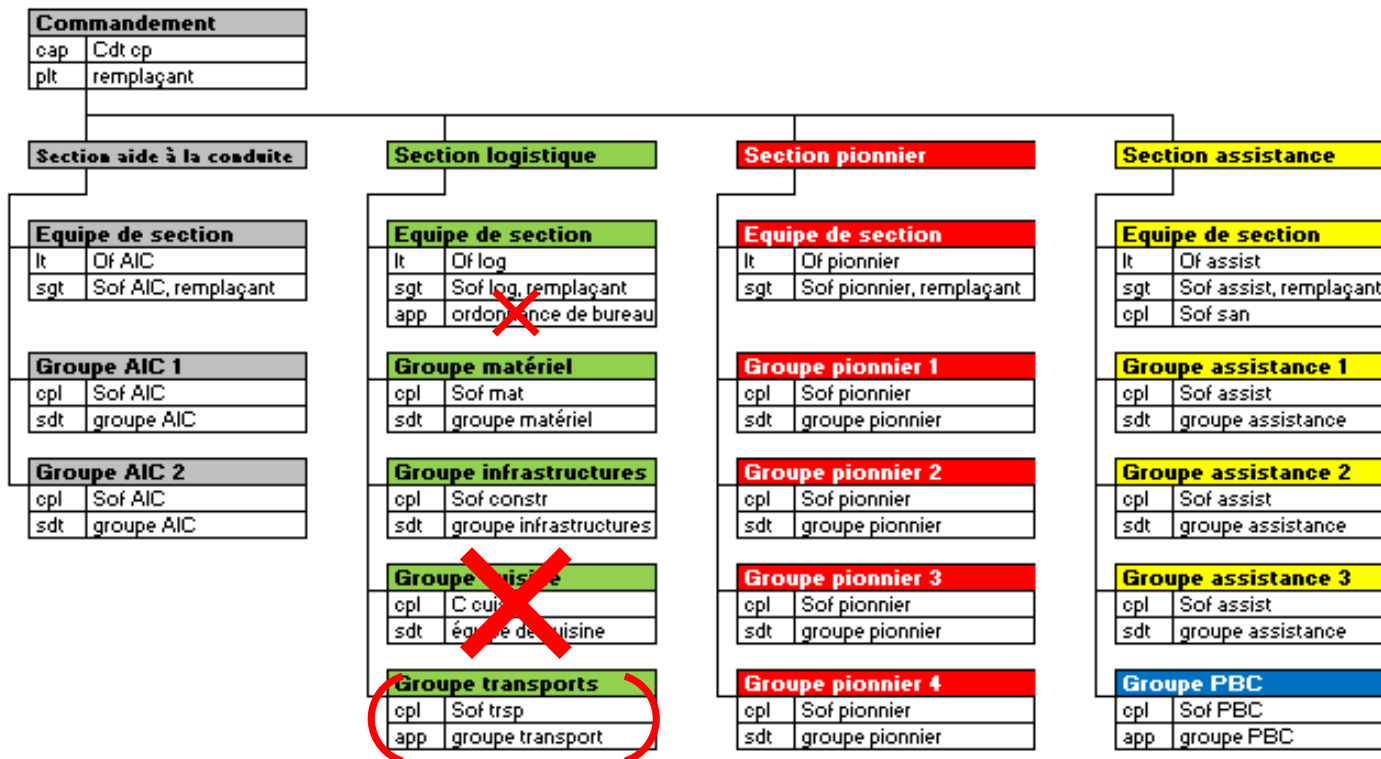 Commandement
cap Cdt cp
plt remplaçant
Section aide à la conduite
Equipe de section
lt Of AIC
sgt Sof AIC, remplaçant
Groupe AIC 1
cpl Sof AIC
sdt groupe AIC
Groupe AIC 2
cpl Sof AIC
sdt groupe AIC
Section logistique
Equipe de section
lt Of log
sgt Sof log, remplaçant
app ordonnance de bureau
Groupe matériel
cpl Sof mat
sdt groupe matériel
Groupe infrastructures
cpl Sof constr
sdt groupe infrastructures
Groupe cuisine
cpl C cuis
sdt équipe de cuisine
Groupe transports
cpl Sof trsp
app groupe transport
Section pionnier
Equipe de section
lt Of pionnier
sgt Sof pionnier, remplaçant
Groupe pionnier 1
cpl Sof pionnier
sdt groupe pionnier
Groupe pionnier 2
cpl Sof pionnier
sdt groupe pionnier
Groupe pionnier 3
cpl Sof pionnier
sdt groupe pionnier
Groupe pionnier 4
cpl Sof pionnier
sdt groupe pionnier
Section assistance
Equipe de section
lt Of assist
sgt Sof assist, remplaçant
cpl Sof san
Groupe assistance 1
cpl Sof assist
sdt groupe assistance
Groupe assistance 2
cpl Sof assist
sdt groupe assistance
Groupe assistance 3
cpl Sof assist
sdt groupe assistance
Groupe PBC
cpl Sof PBC
app groupe PBC